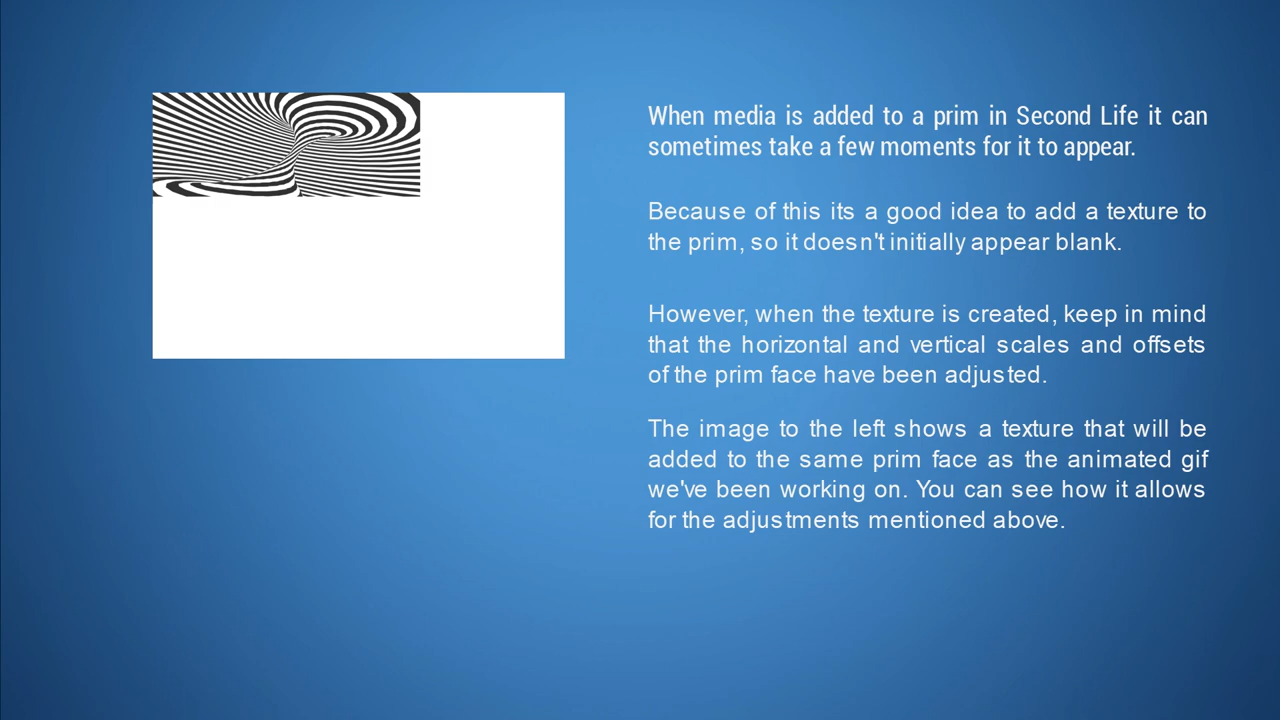 When media is added to a prim in Second Life it can
sometimes take a few moments for it to appear.
Because of this its a good idea to add a texture to
the prim, so it doesn't initially appear blank.
However, when the texture is created, keep in mind
that the horizontal and vertical scales and offsets
of the prim face have been adjusted.
The image to the left shows a texture that will be
added to the same prim face as the animated gif
we've been working on. You can see how it allows
for the adjustments mentioned above.